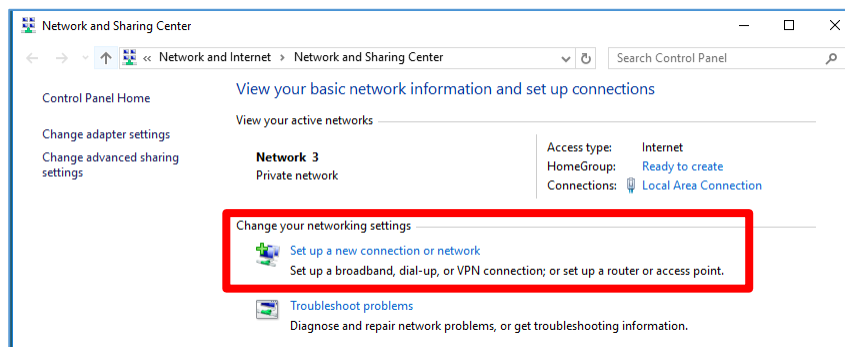 Network and Sharing Center
« Network and Internet › Network and Sharing Center
Search Control Panel
Control Panel Home
Change adapter settings
Change advanced sharing
settings
View your basic network information and set up connections
View your active networks
Network 3
Private network
Access type: Internet
HomeGroup: Ready to create
Connections: Local Area Connection
Change your networking settings
Set up a new connection or network
Set up a broadband, dial-up, or VPN connection; or set up a router or access point.
Troubleshoot problems
Diagnose and repair network problems, or get troubleshooting information.